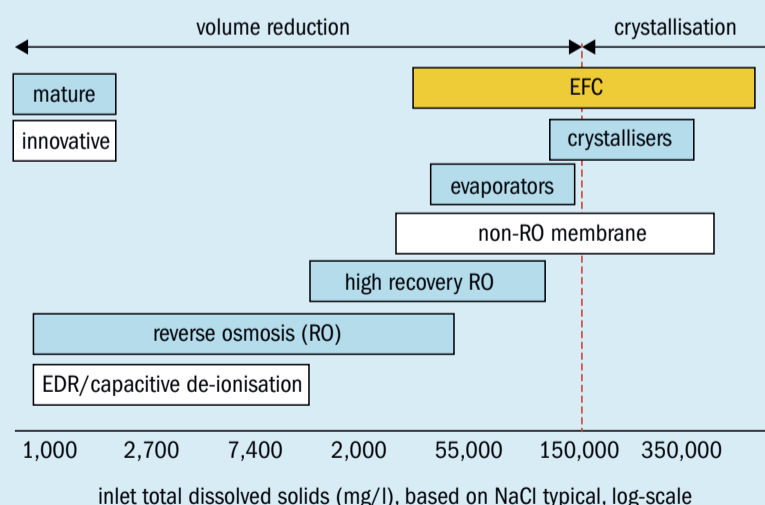 volume reduction
crystallisation
mature
innovative
EFC
crystallisers
evaporators
non-RO membrane
high recovery RO
reverse osmosis (RO)
EDR/capacitive de-ionisation
1,000 2,700 7,400 2,000 55,000 150,000 350,000
inlet total dissolved solids (mg/l), based on NaCl typical, log-scale